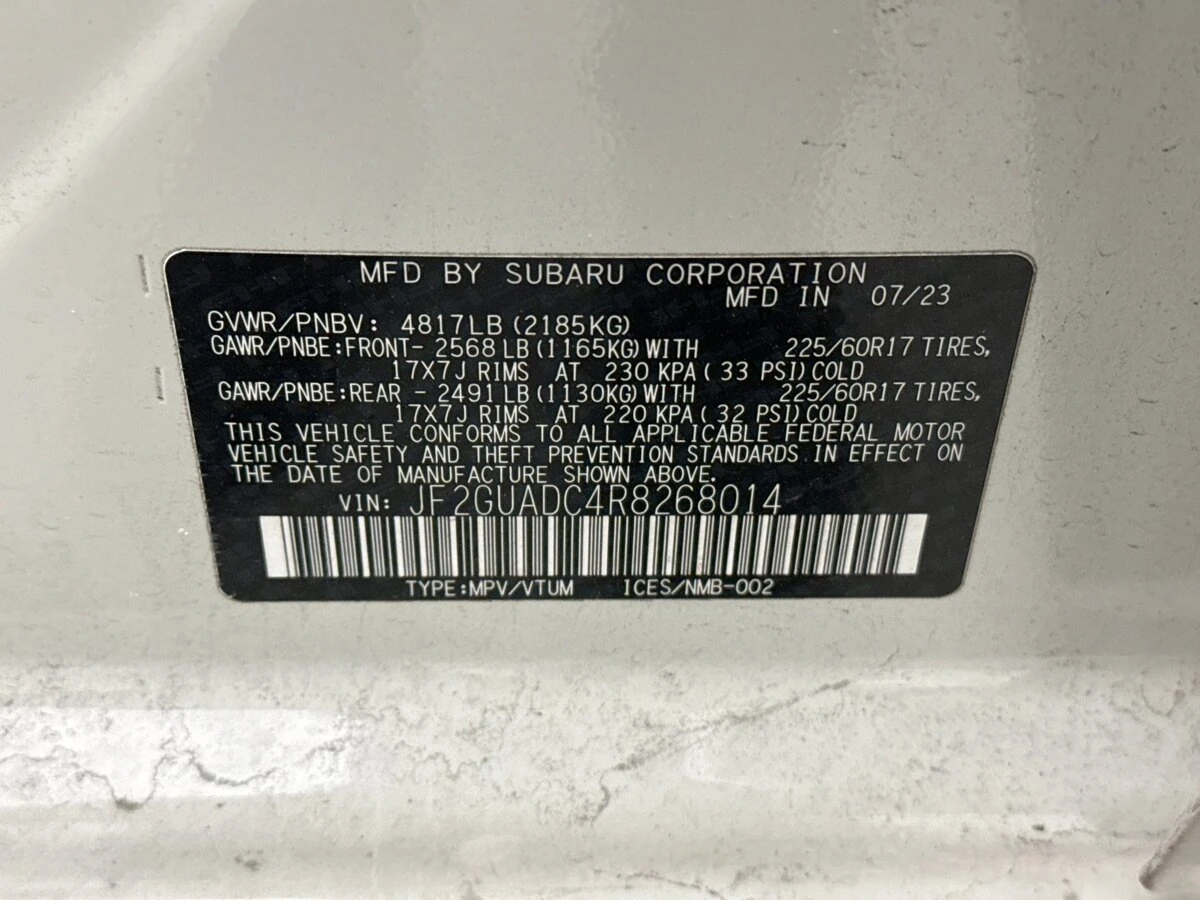 MFD BY SUBARU CORPORATION
MFD IN 07/23
GVWR/PNBV: 4817LB(2185KG)
GAWR/PNBE:FRONT- 2568 LB(1165KG)WITH 225/60R17 TIRES,
17X7J RIMS AT 230 KPA( 33 PSI)COLD
GAWR/PNBE:REAR - 2491 LB(1130KG)WITH 225/60R17 TIRES,
17X7J RIMS AT 220 KPA( 32 PSI)COLD
THIS VEHICLE CONFORMS TO ALL APPLICABLE FEDERAL MOTOR
VEHICLE SAFETY AND THEFT PREVENTION STANDARDS IN EFFECT ON
THE DATE OF MANUFACTURE SHOWN ABOVE.
VIN: JF2GUADC4R8268014
TYPE:MPV/VTUM ICES/NMB-002